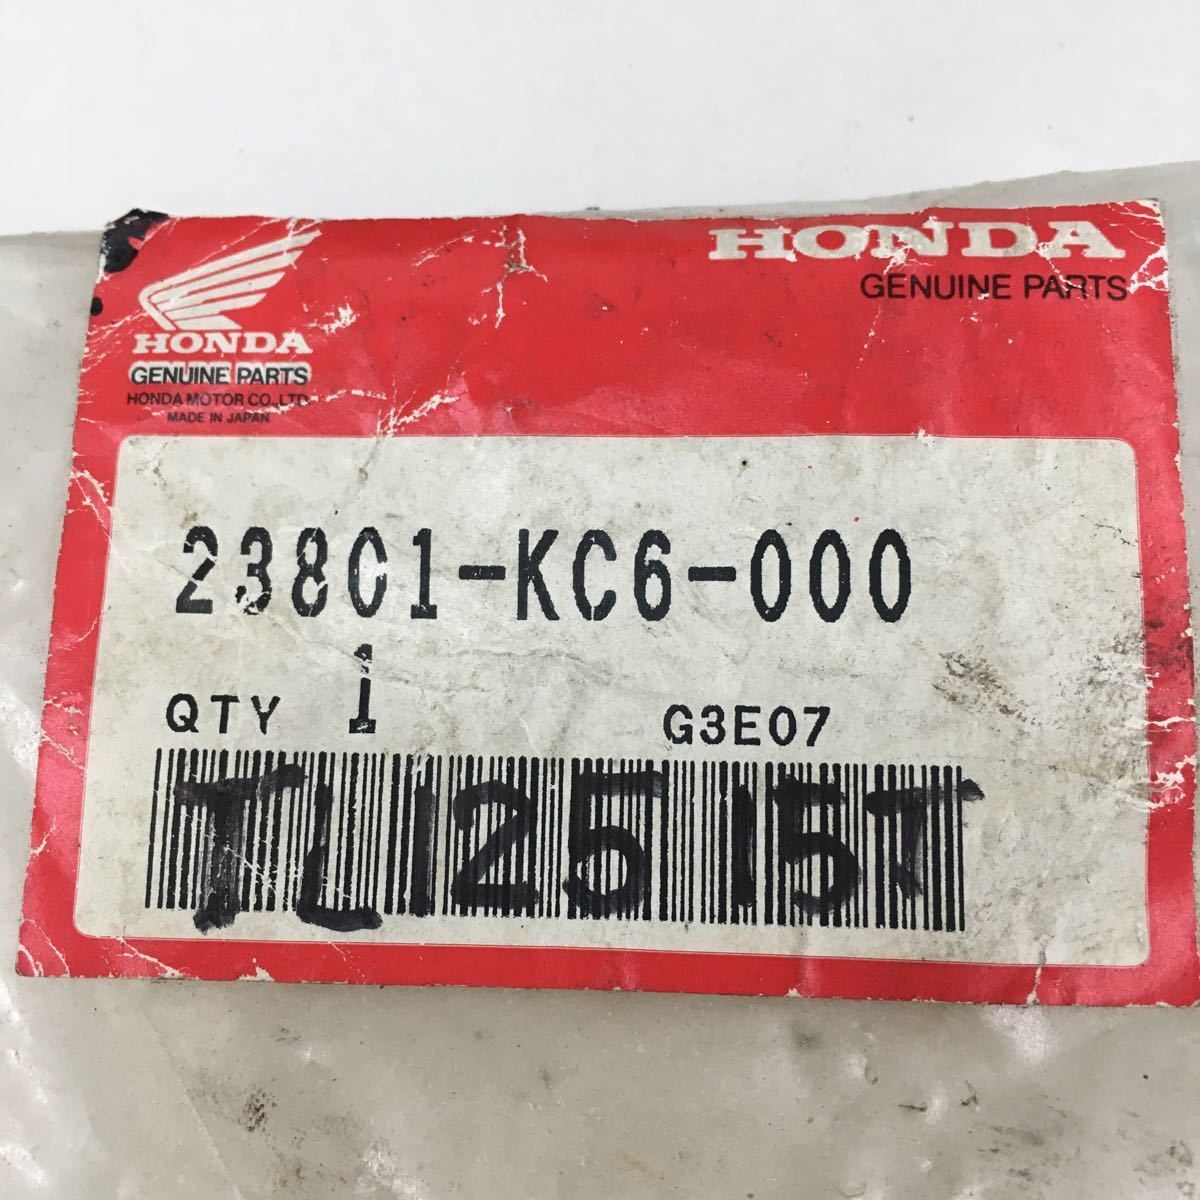 HONDA
GENUINE PARTS
HONDA
GENUINE PARTS
HONDA MOTOR CO., LTD.
MADE IN JAPAN
23801-KC6-000
QTY 1 G3E07
TL125 15T